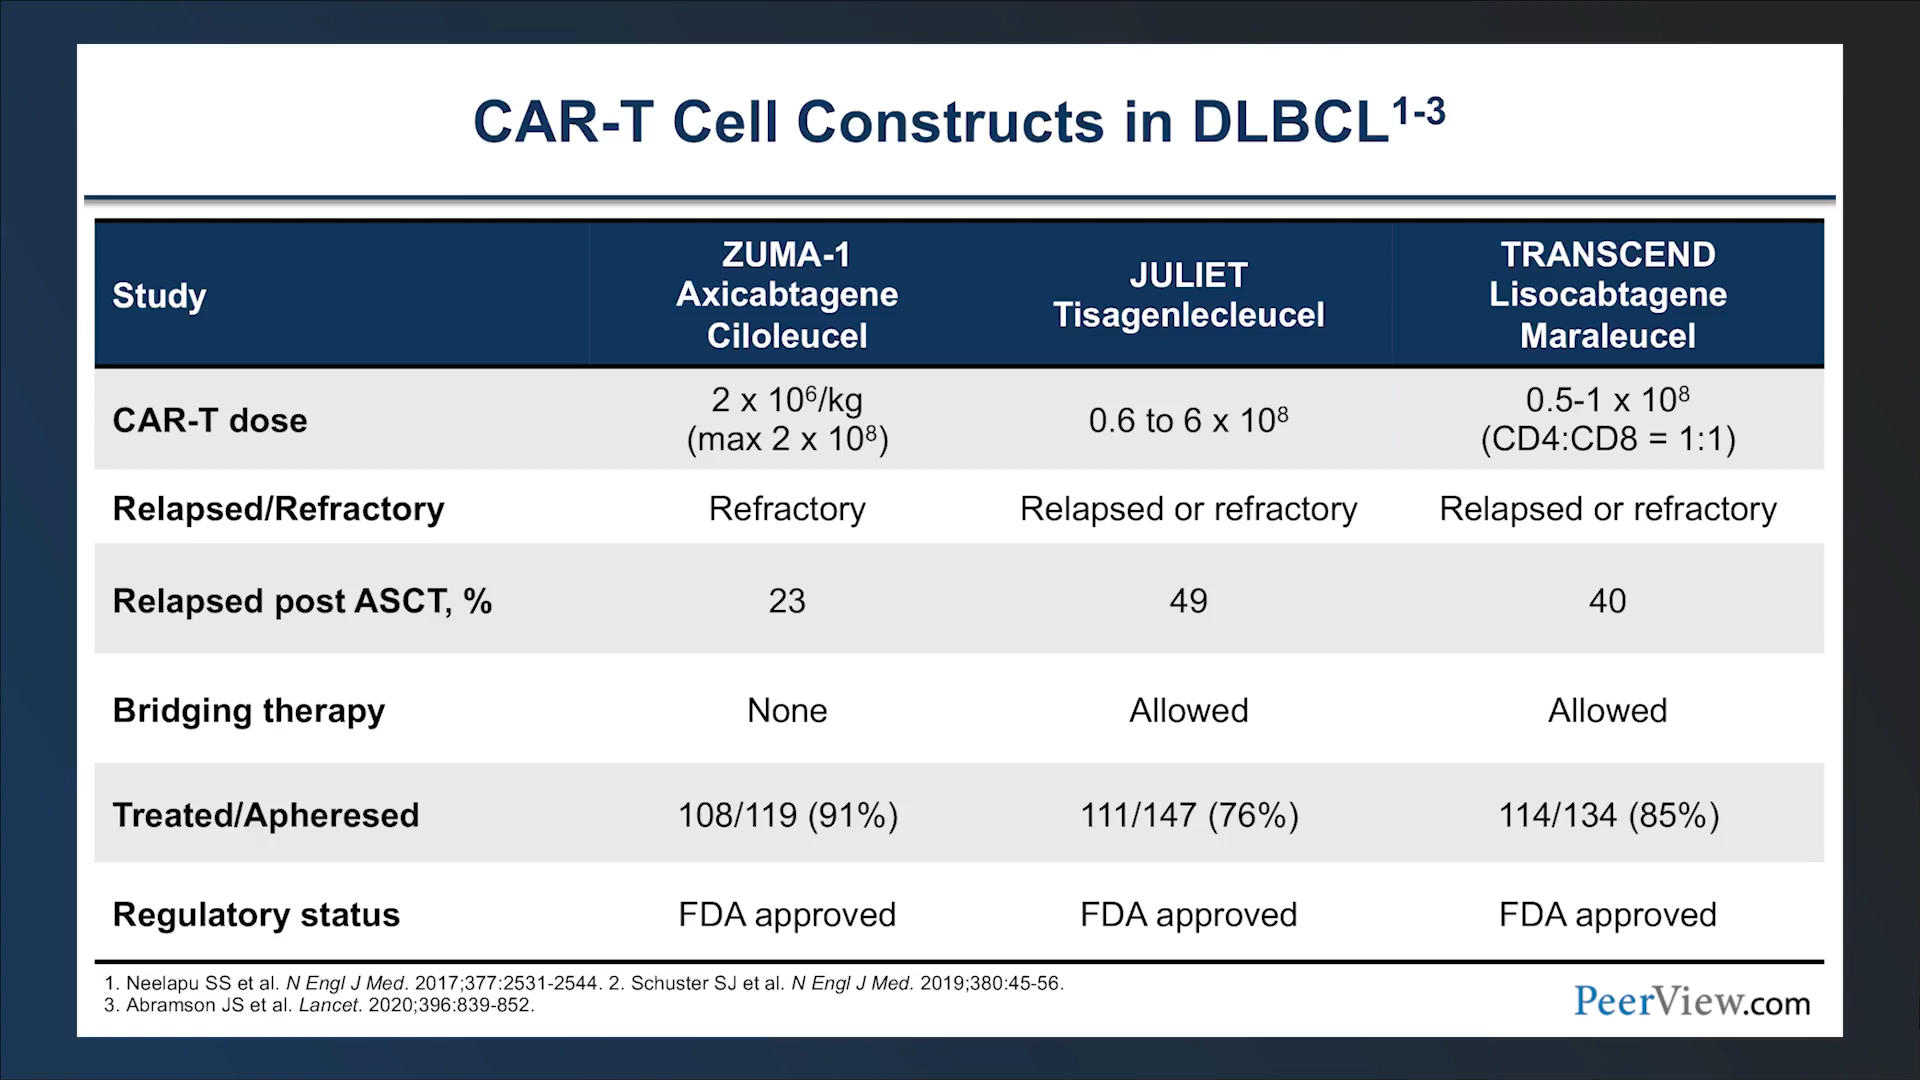 CAR-T Cell Constructs in DLBCL¹⁻³
Study
ZUMA-1
Axicabtagene
Ciloleucel
JULIET
Tisagenlecleucel
TRANSCEND
Lisocabtagene
Maraleucel
CAR-T dose
2 x 10⁶/kg
(max 2 x 10⁸)
0.6 to 6 x 10⁸
0.5-1 x 10⁸
(CD4:CD8 = 1:1)
Relapsed/Refractory
Refractory
Relapsed or refractory
Relapsed or refractory
Relapsed post ASCT, %
23
49
40
Bridging therapy
None
Allowed
Allowed
Treated/Apheresed
108/119 (91%)
111/147 (76%)
114/134 (85%)
Regulatory status
FDA approved
FDA approved
FDA approved
1. Neelapu SS et al. N Engl J Med. 2017;377:2531-2544. 2. Schuster SJ et al. N Engl J Med. 2019;380:45-56.
3. Abramson JS et al. Lancet. 2020;396:839-852.
PeerView.com